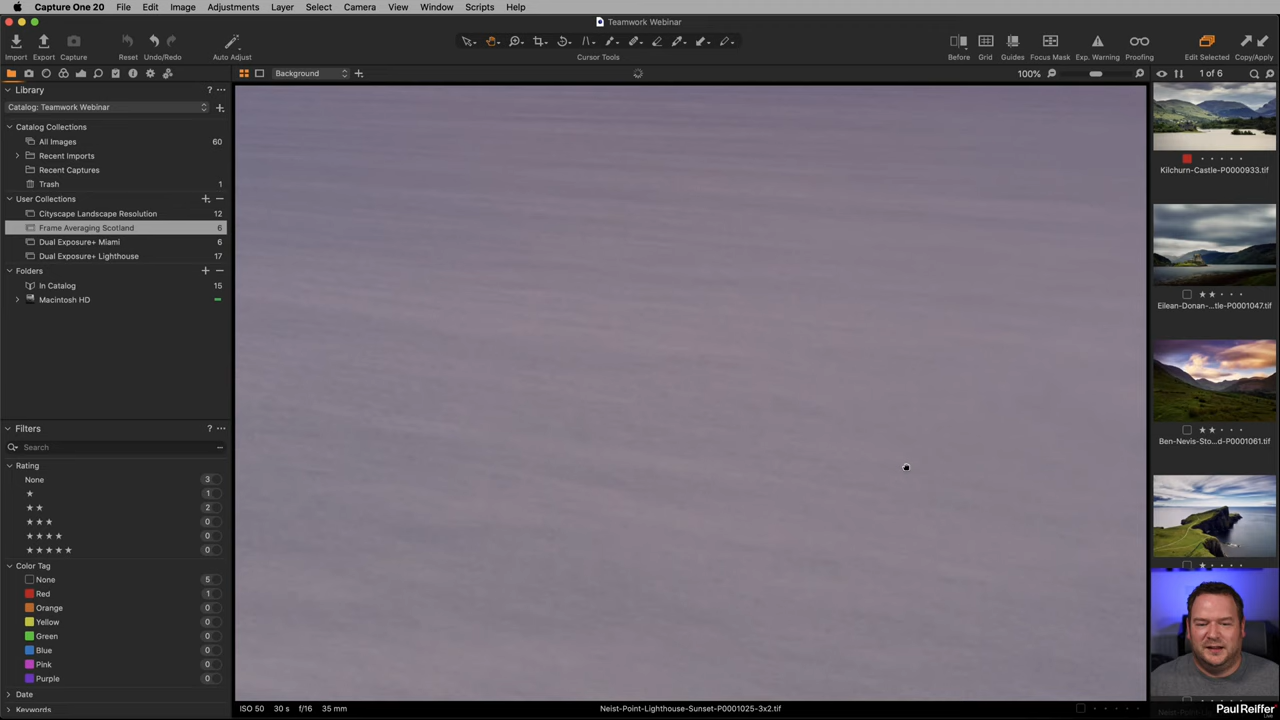 Capture One 20 File Edit Image Adjustments Layer Select Camera View Window Scripts Help
Teamwork Webinar
Import Export Capture Reset Undo/Redo Auto Adjust Cursor Tools Before Grid Guides Focus Mask Exp. Warning Proofing Edit Selected Copy/Apply
Background 100% 1 of 6
Library ? ...
Catalog: Teamwork Webinar
Catalog Collections
All Images 60
Recent Imports
Recent Captures
Trash 1
User Collections
Cityscape Landscape Resolution 12
Frame Averaging Scotland 6
Dual Exposure+ Miami 6
Dual Exposure+ Lighthouse 17
Folders
In Catalog 15
Macintosh HD
Filters ? ...
Search
Rating
None 3
★ 1
★ ★ 2
★ ★ ★ 0
★ ★ ★ ★ 0
★ ★ ★ ★ ★ 0
Color Tag
None 5
Red 1
Orange 0
Yellow 0
Green 0
Blue 0
Pink 0
Purple 0
Date
Keywords
Kilchurn-Castle-P0000933.tif
Eilean-Donan-...tle-P0001047.tif
Ben-Nevis-Sto...d-P0001061.tif
ISO 50 30 s f/16 35 mm Neist-Point-Lighthouse-Sunset-P0001025-3x2.tif
Paul Reiffer
Live